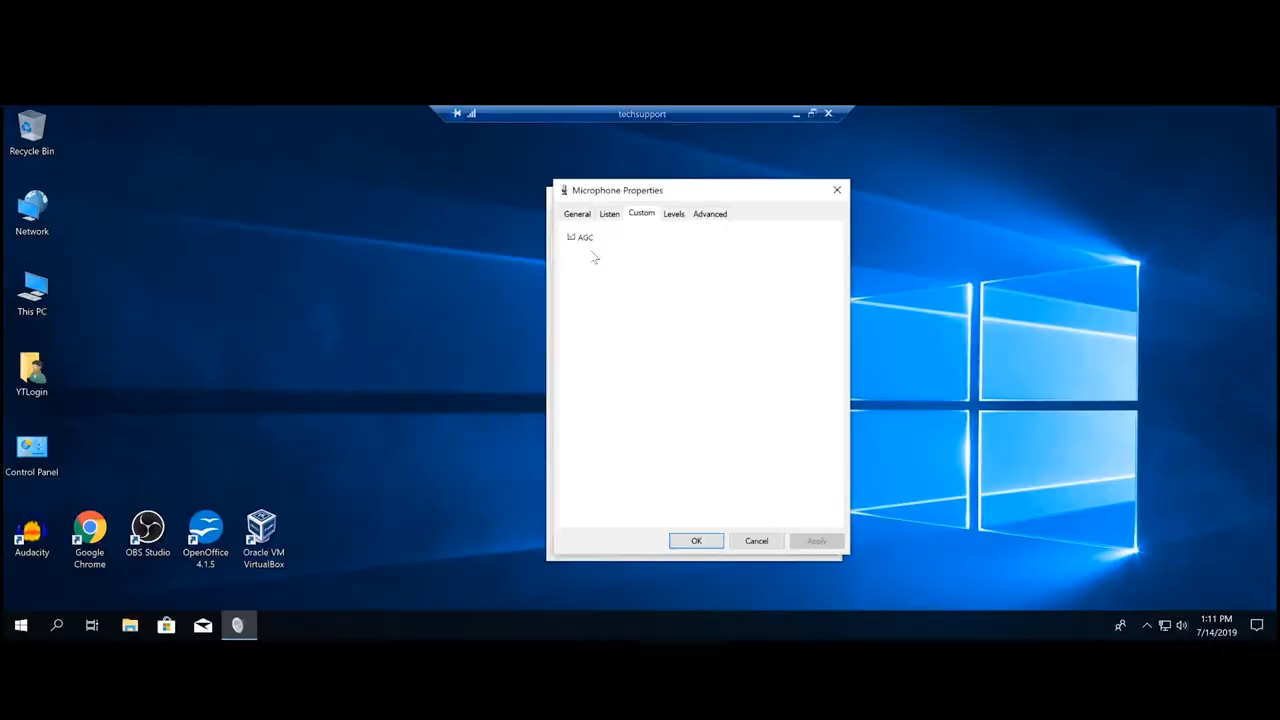 techsupport
Recycle Bin
Network
This PC
YTLogin
Control Panel
Audacity
Google
Chrome
OBS Studio
OpenOffice
4.1.5
Oracle VM
VirtualBox
Microphone Properties
General Listen Custom Levels Advanced
AGC
OK Cancel Apply
1:11 PM
7/14/2019